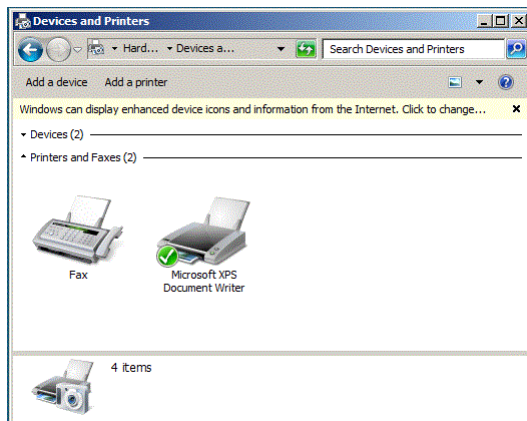 Devices and Printers
Hard... Devices a... Search Devices and Printers
Add a device Add a printer
Windows can display enhanced device icons and information from the Internet. Click to change...
Devices (2)
Printers and Faxes (2)
Fax
Microsoft XPS
Document Writer
4 items